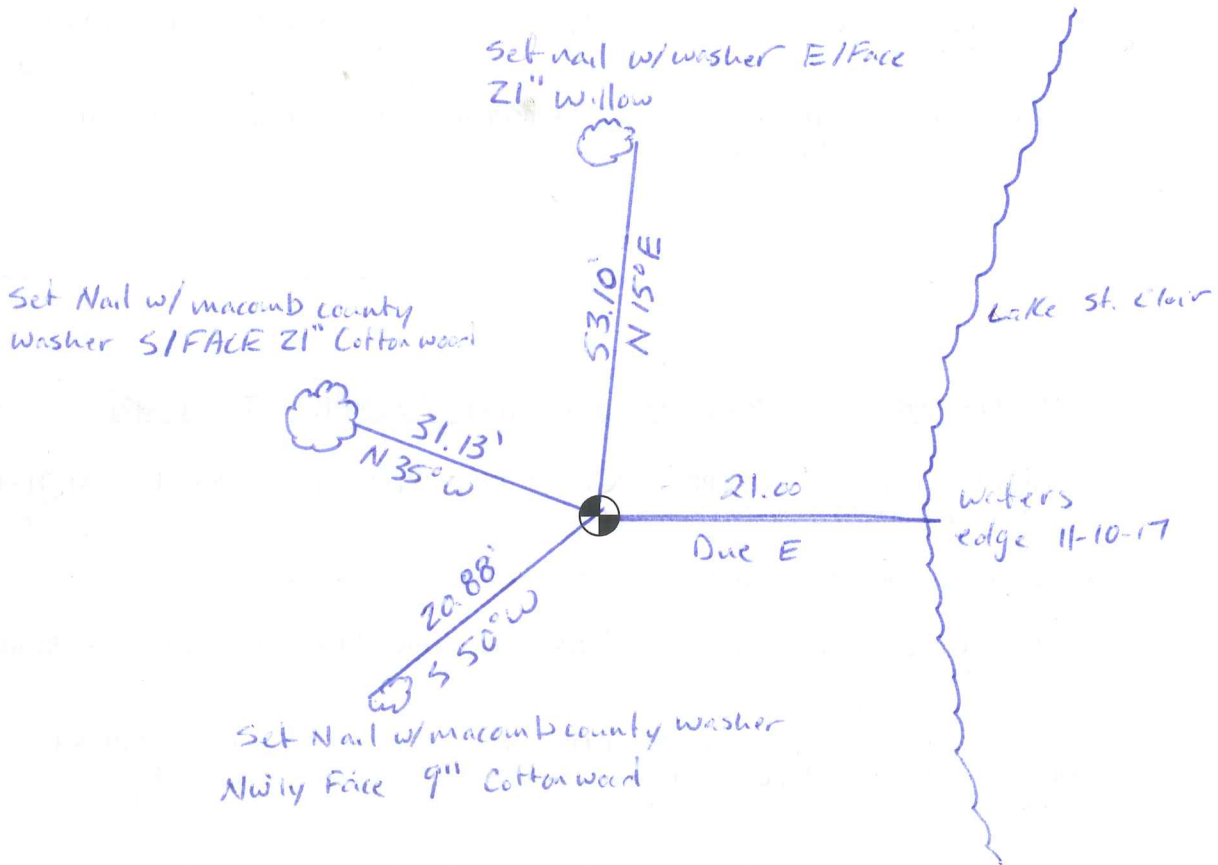 Set nail w/washer E/Face
21" Willow
53.10'
N 15° E
Lake St. Clair
Set Nail w/ macomb county
washer S/FACE 21" Cottonwood
31.13'
N 35° W
21.00'
Due E
waters
edge 11-10-17
20.88'
S 50° W
Set Nail w/macomb county washer
Nwily Face 9" Cottonwood